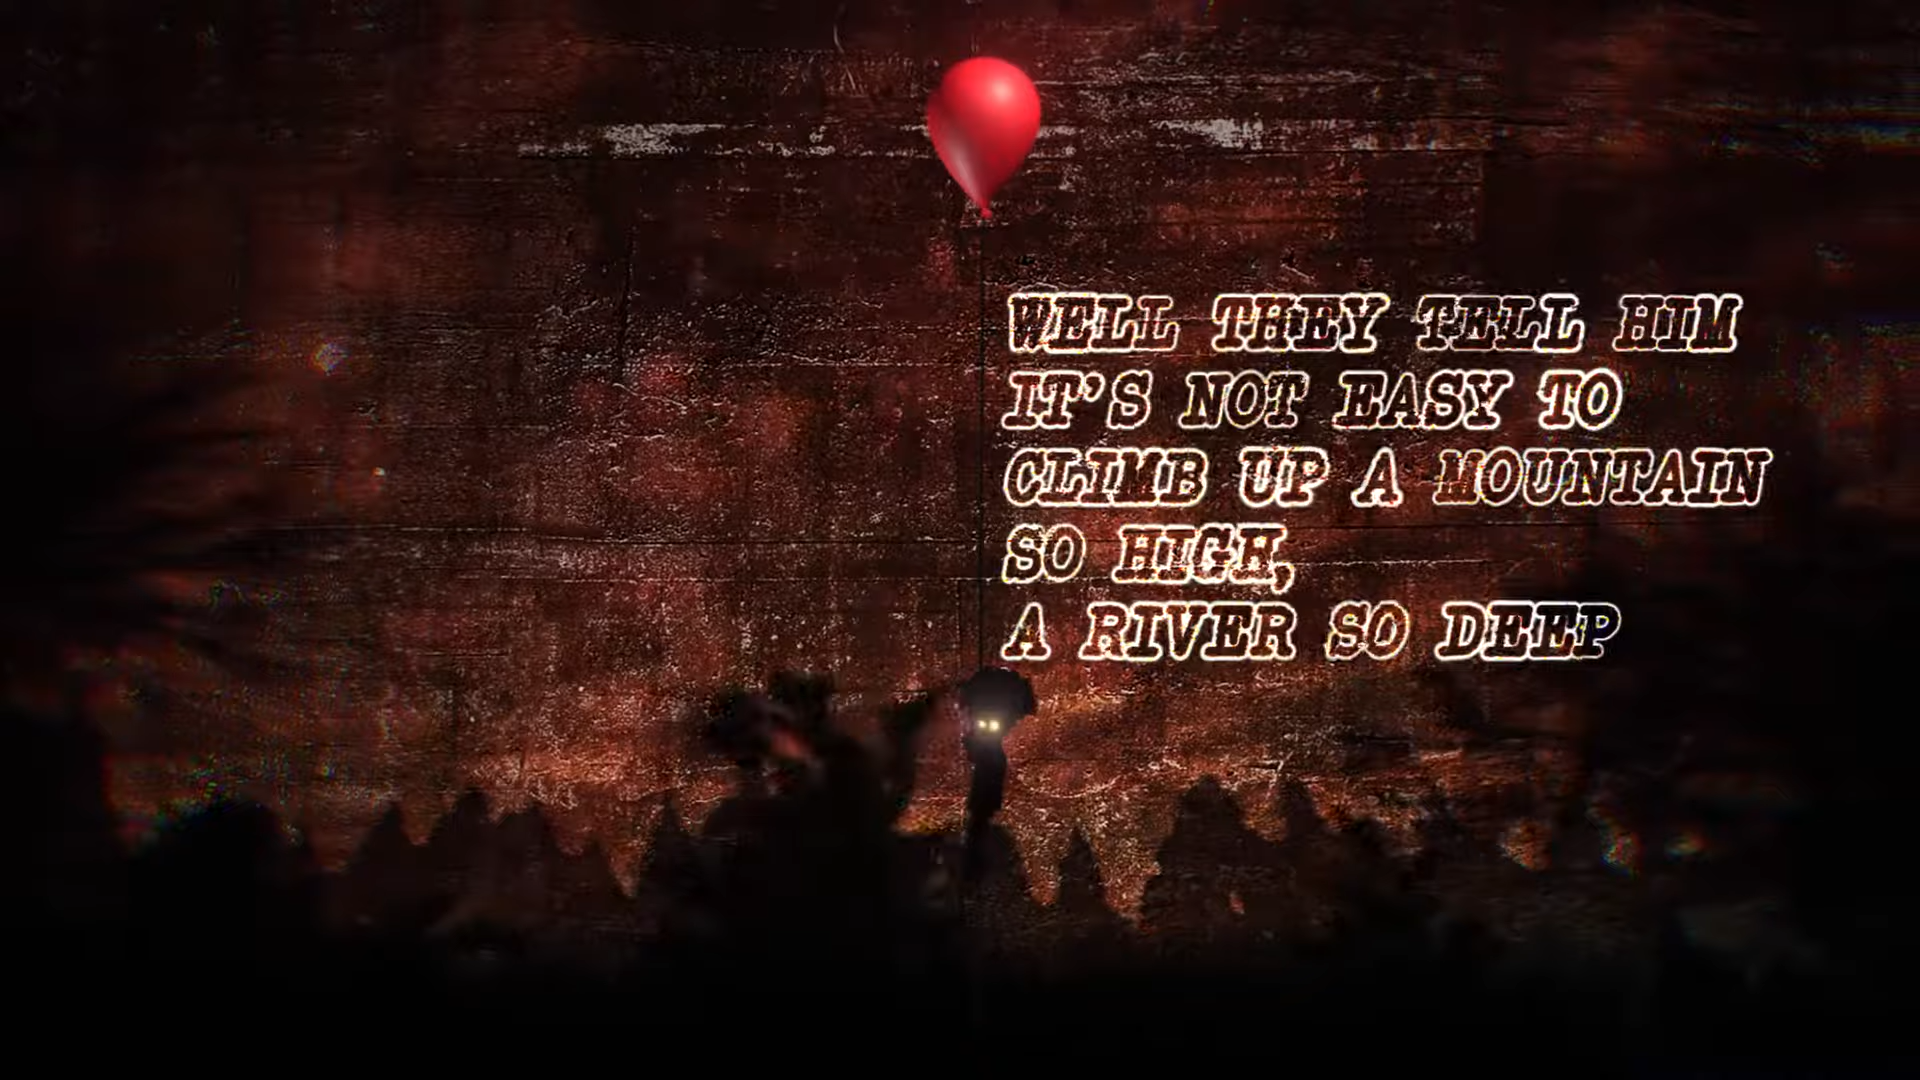 WELL THEY TELL HIM
IT'S NOT EASY TO
CLIMB UP A MOUNTAIN
SO HIGH,
A RIVER SO DEEP